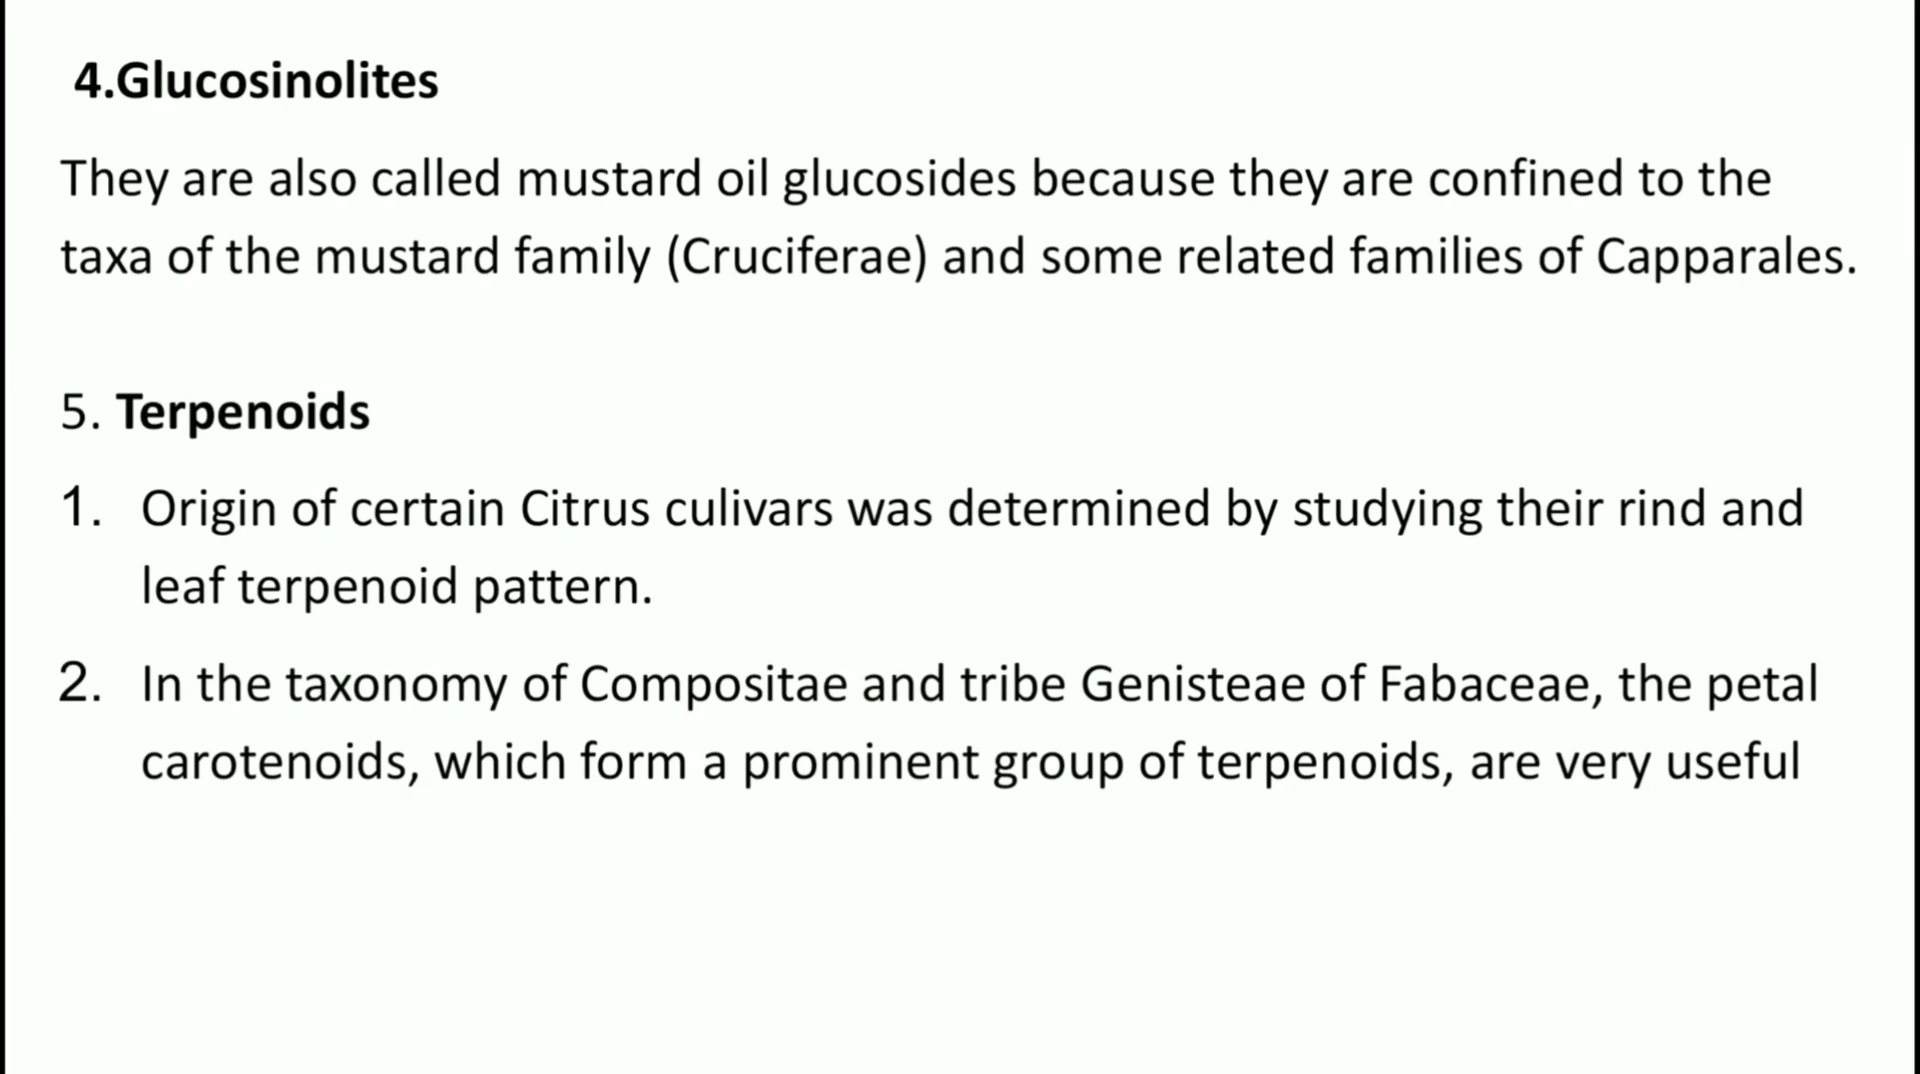 4.Glucosinolites
They are also called mustard oil glucosides because they are confined to the
taxa of the mustard family (Cruciferae) and some related families of Capparales.
5. Terpenoids
1. Origin of certain Citrus culivars was determined by studying their rind and
leaf terpenoid pattern.
2. In the taxonomy of Compositae and tribe Genisteae of Fabaceae, the petal
carotenoids, which form a prominent group of terpenoids, are very useful